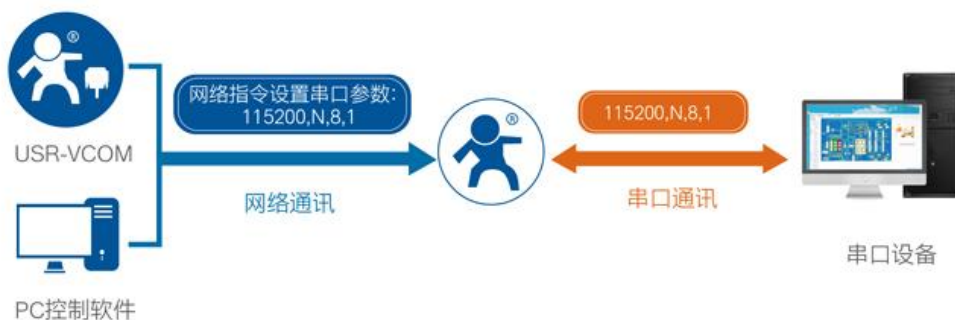 ®
USR-VCOM
PC控制软件
网络指令设置串口参数:
115200,N,8,1
网络通讯
®
115200,N,8,1
串口通讯
串口设备